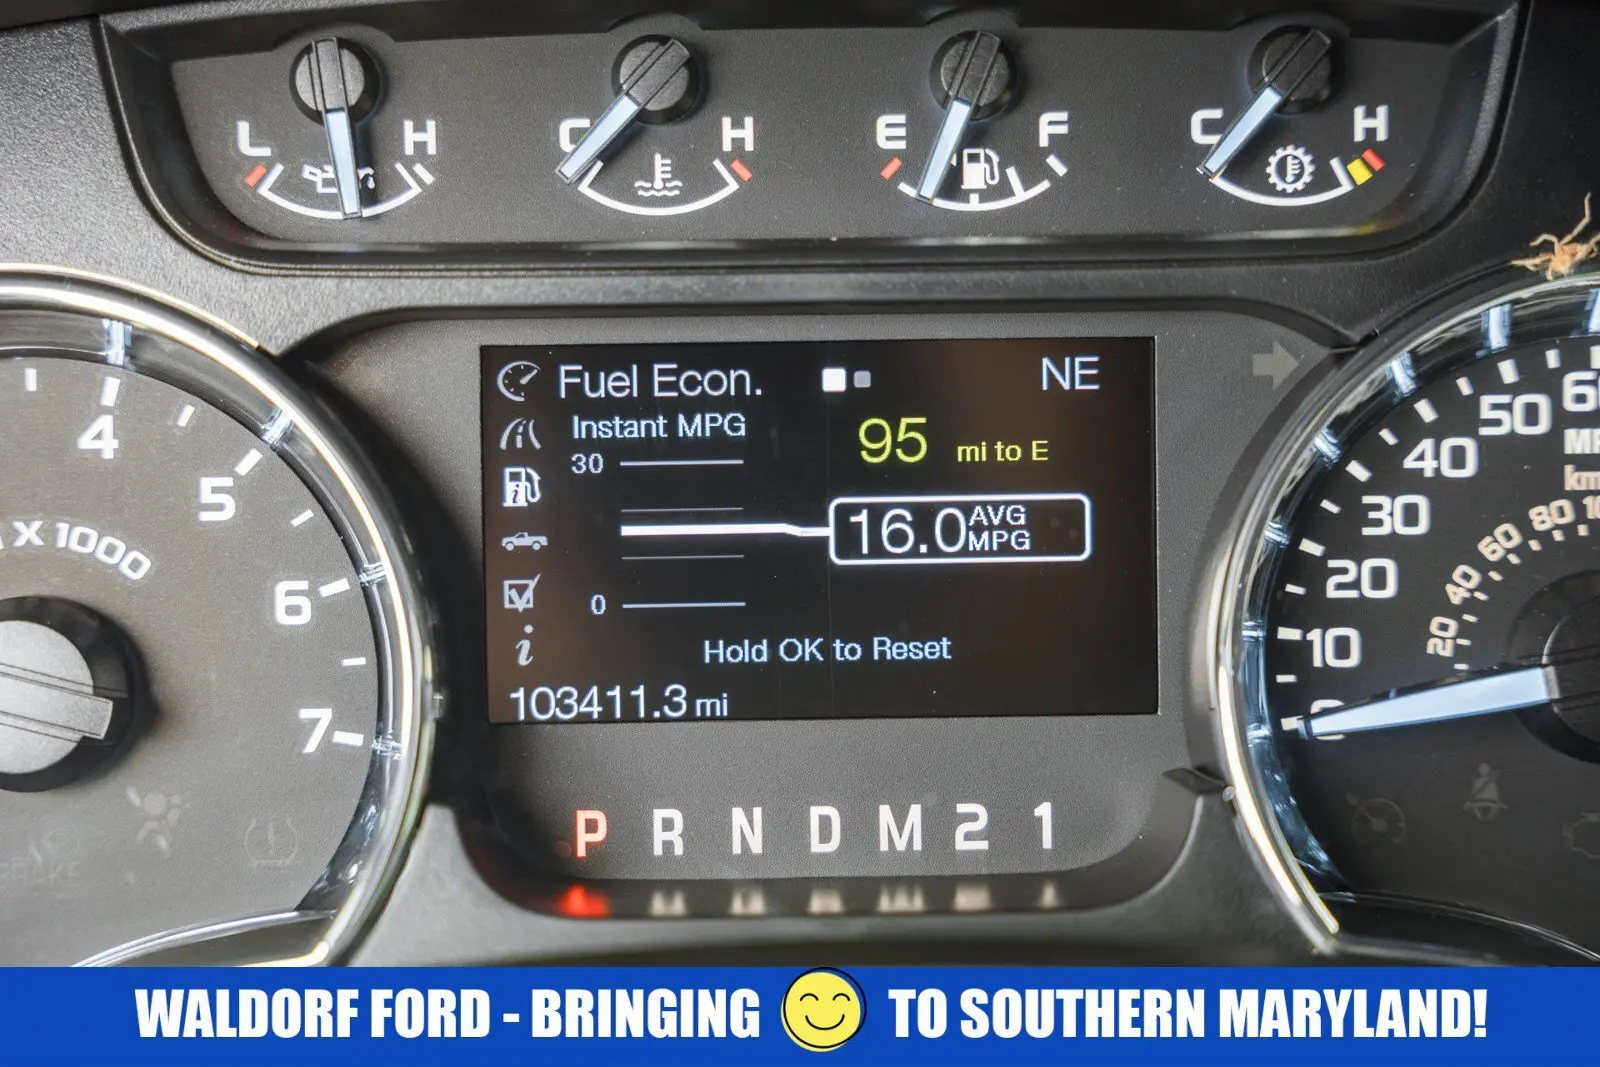 L H C H E F C H
Fuel Econ. NE
Instant MPG
95 mi to E
30
16.0 AVG MPG
0
Hold OK to Reset
103411.3 mi
4
5
X 1000
6
7
P R N D M 2 1
0
10
20
30
40
50
20
40
60
80
WALDORF FORD - BRINGING TO SOUTHERN MARYLAND!